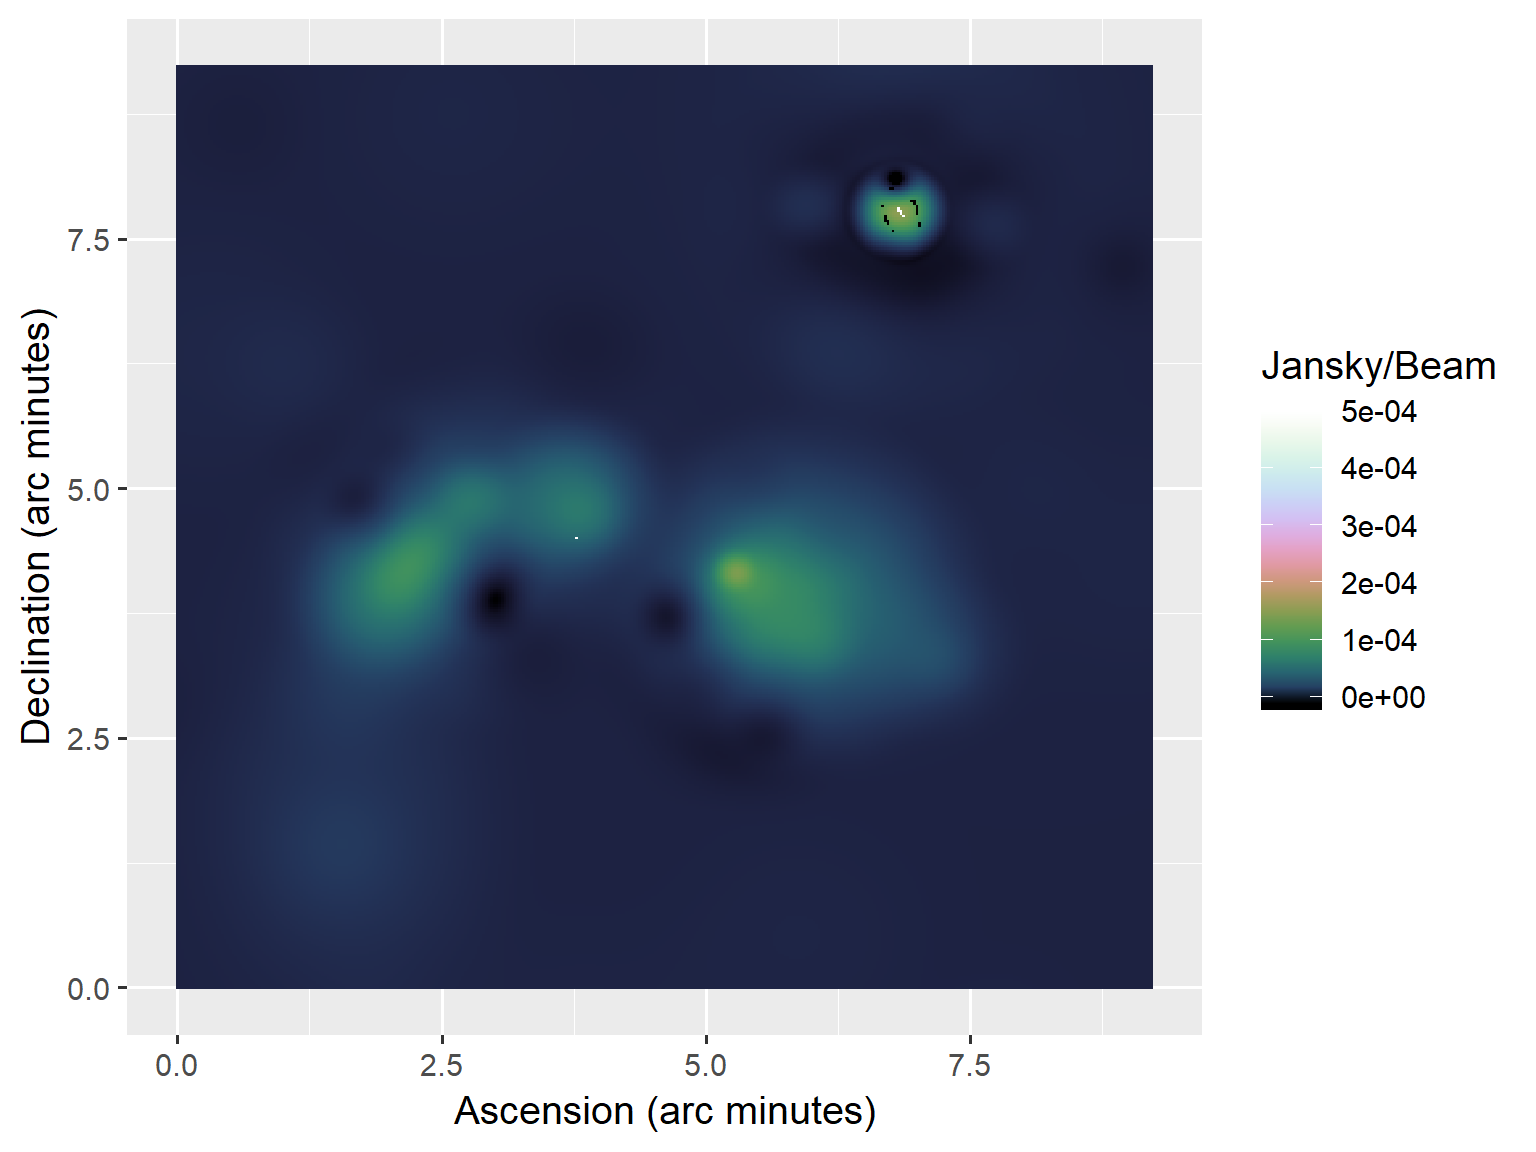 Declination (arc minutes)
7.5
5.0
2.5
0.0
0.0 2.5 5.0 7.5
Ascension (arc minutes)
Jansky/Beam
5e-04
4e-04
3e-04
2e-04
1e-04
0e+00